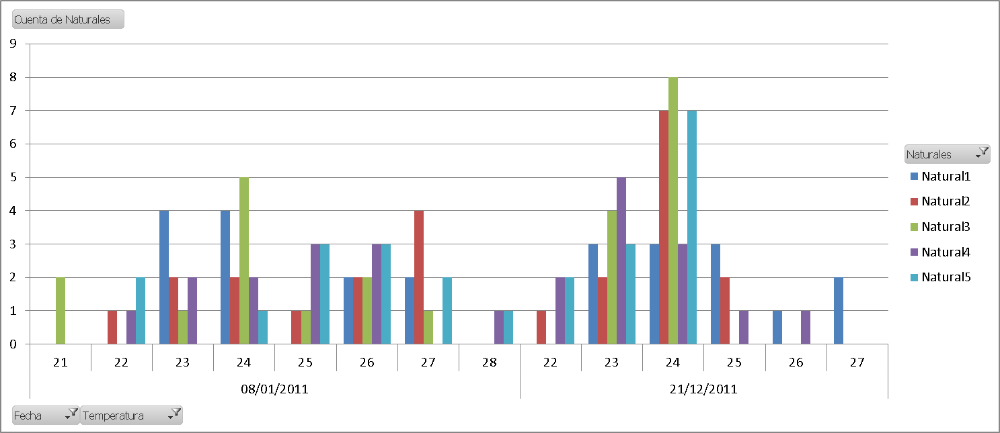 Cuenta de Naturales
9
8
7
6
5
4
3
2
1
0
21 22 23 24 25 26 27 28 22 23 24 25 26 27
08/01/2011 21/12/2011
Fecha Temperatura
Naturales
Natural1
Natural2
Natural3
Natural4
Natural5